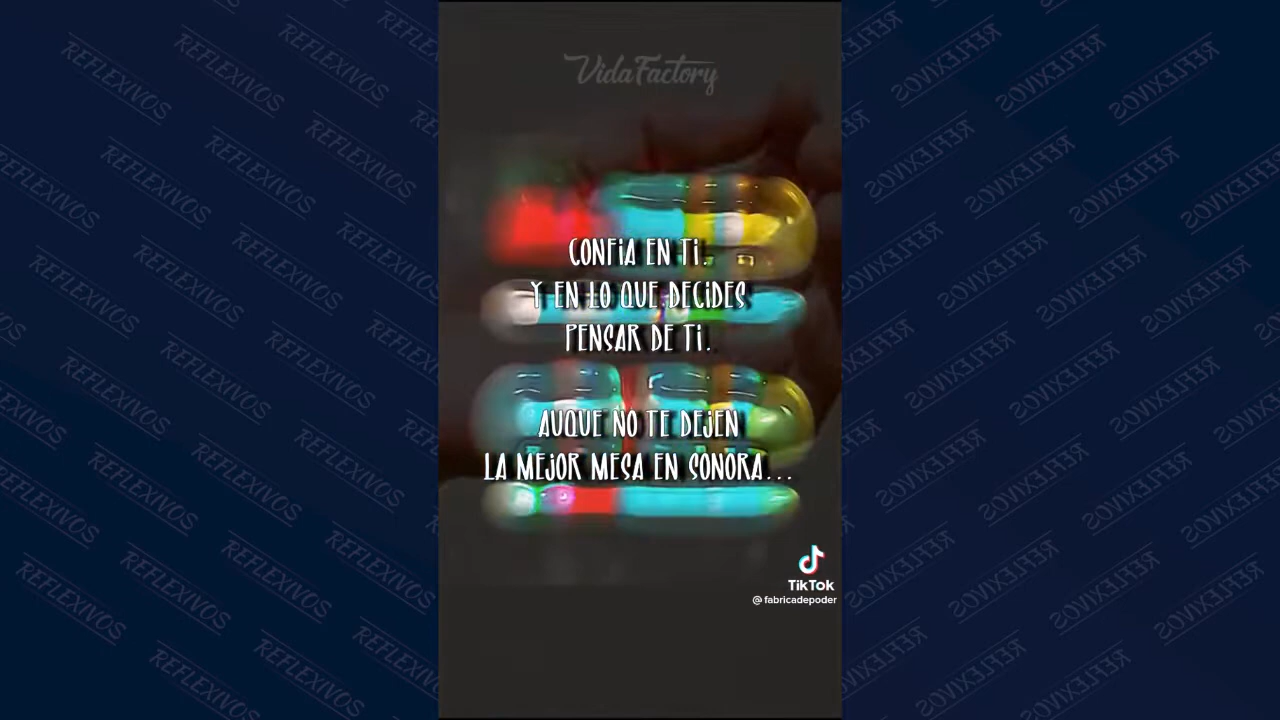 VidaFactory
CONFÍA EN TI.
Y EN LO QUE DECIDES
PENSAR DE TI.
AUQUE NO TE DEJEN
LA MEJOR MESA EN SONORA...
TikTok
@fabricadepoder
REFLEXIVOS